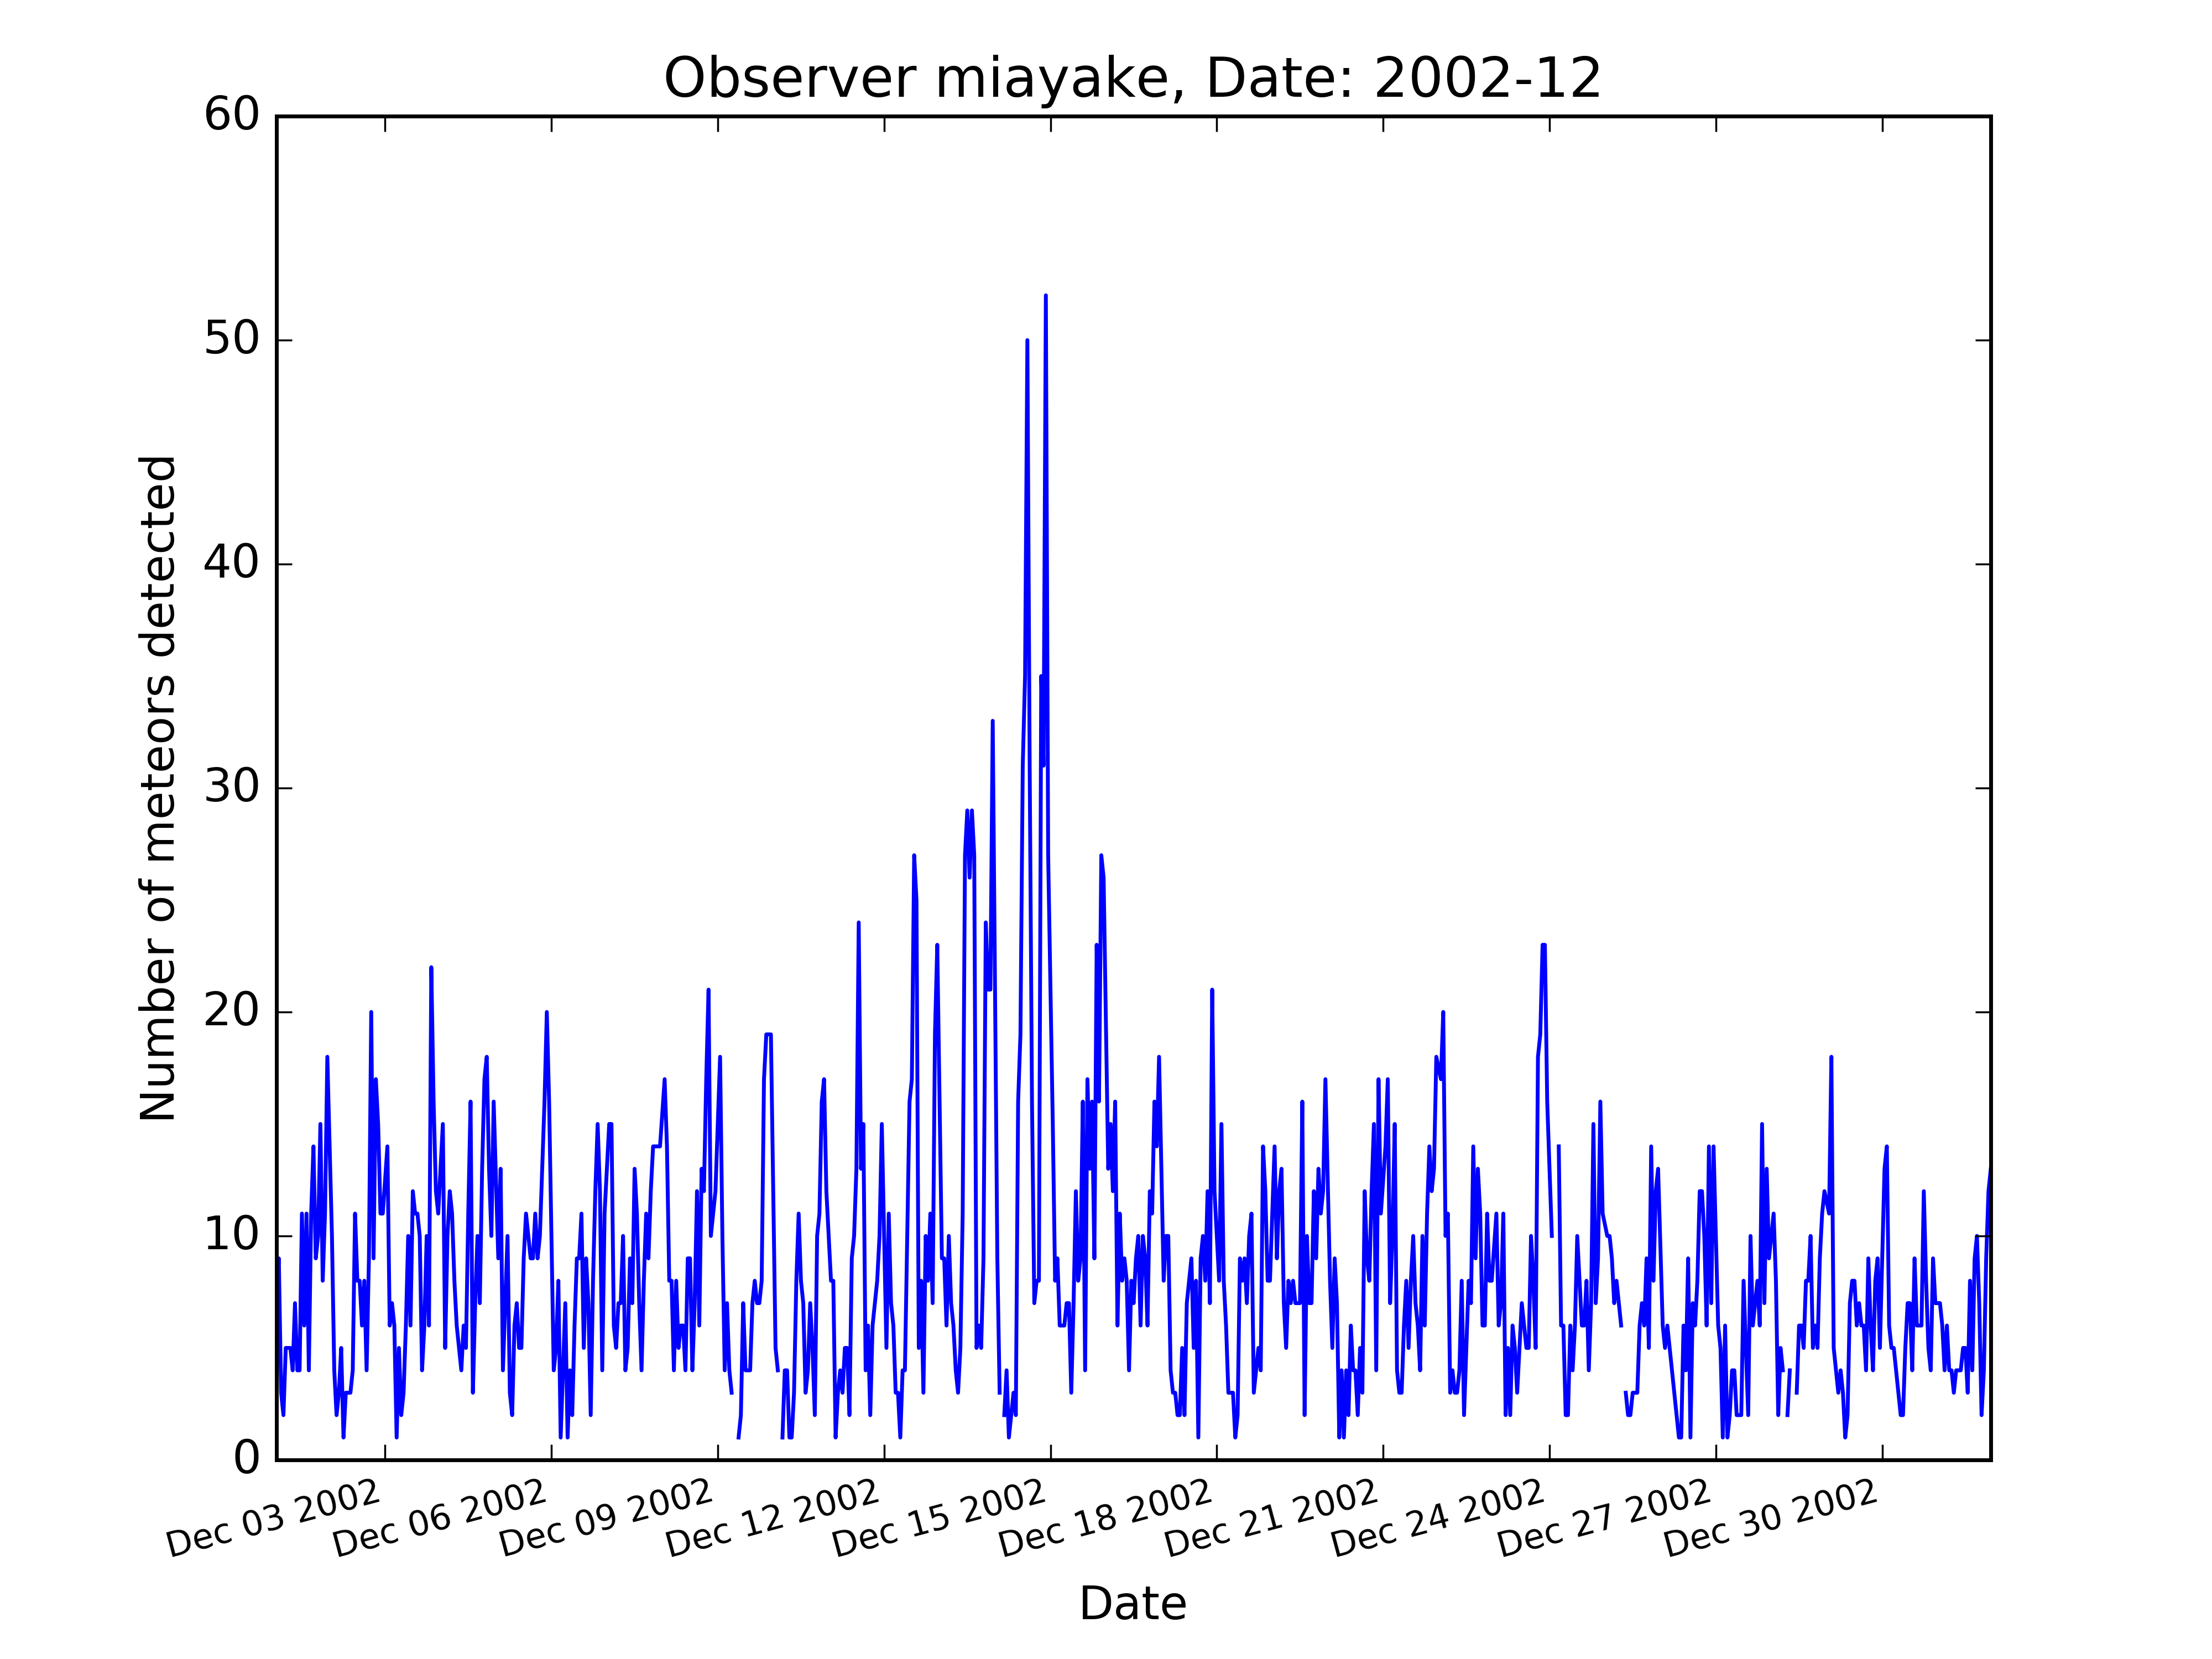 Observer miayake, Date: 2002-12
60
50
40
30
20
10
0
Number of meteors detected
Dec 03 2002
Dec 06 2002
Dec 09 2002
Dec 12 2002
Dec 15 2002
Dec 18 2002
Dec 21 2002
Dec 24 2002
Dec 27 2002
Dec 30 2002
Date